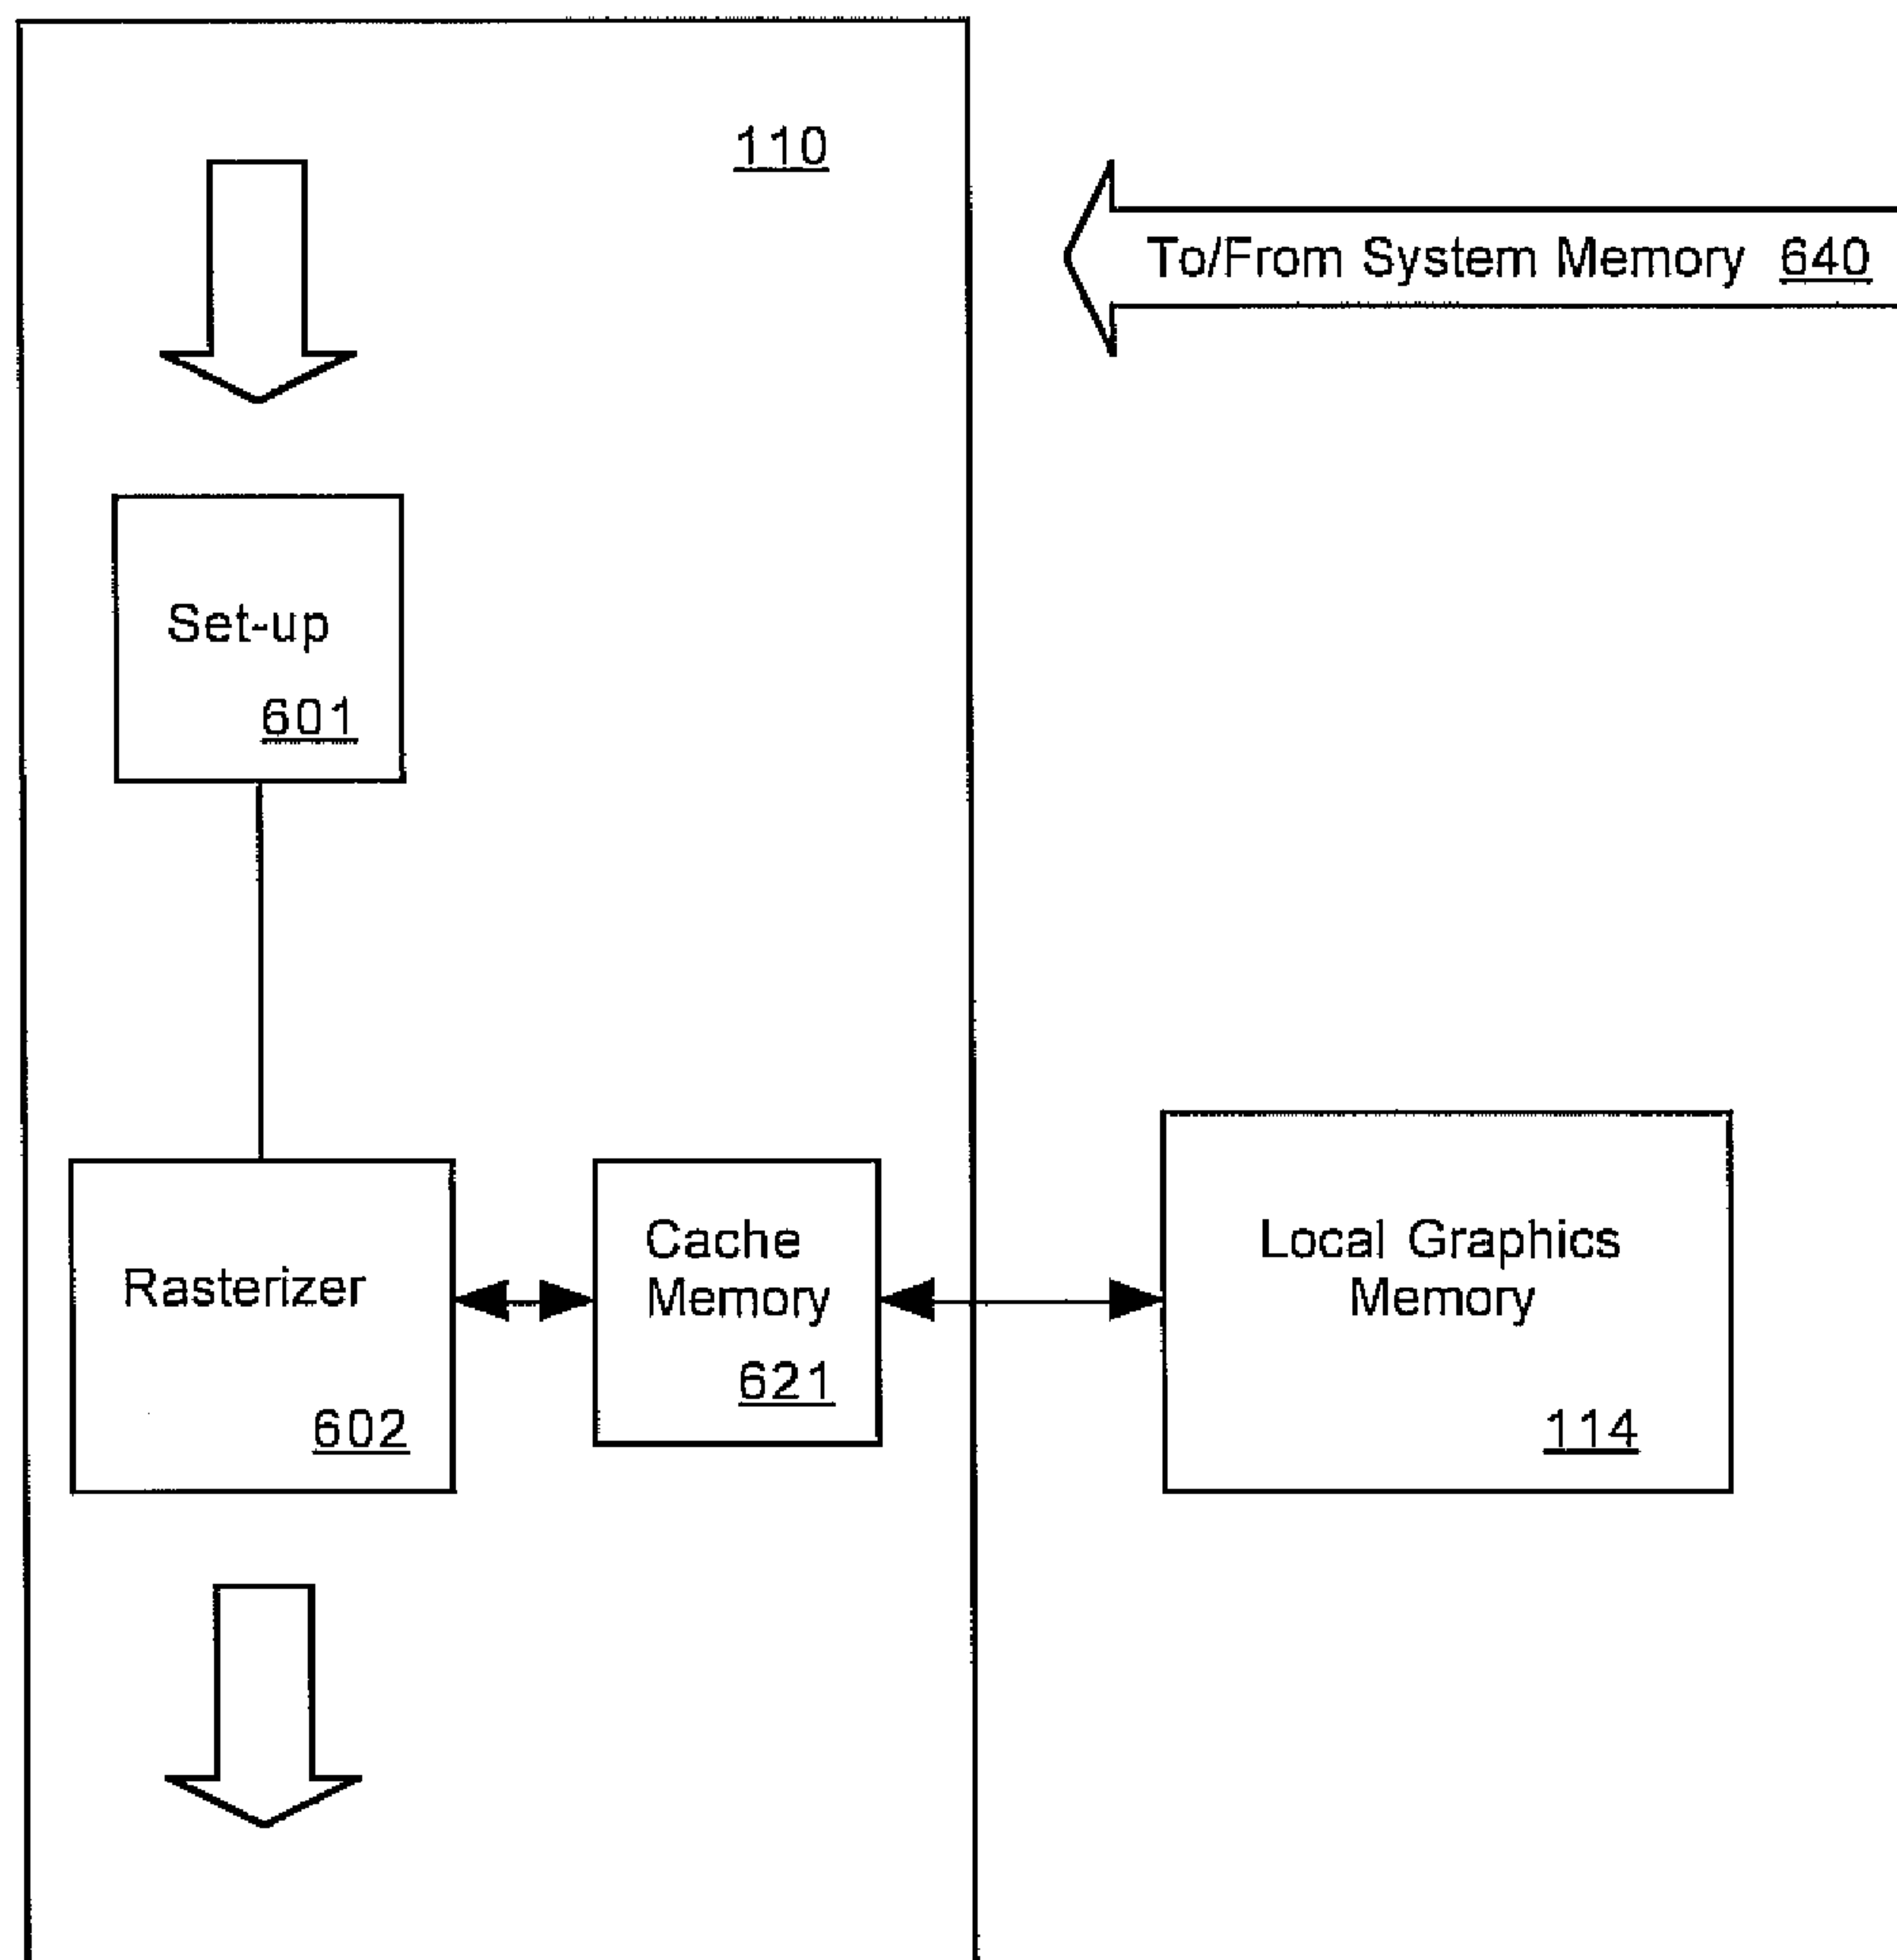 110
To/From System Memory 640
Set-up
601
Rasterizer
602
Cache
Memory
621
Local Graphics
Memory
114